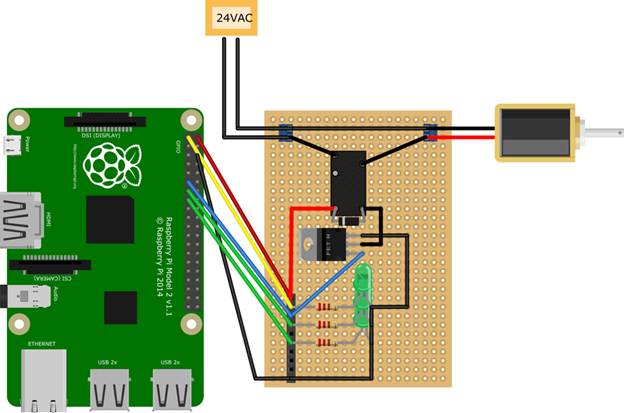 24VAC
DSI (DISPLAY)
GPIO
Power
HDMI
Raspberry Pi Model 2 v1.1
© Raspberry Pi 2014
CSI (CAMERA)
Audio
FET N
ETHERNET
USB 2x
USB 2x